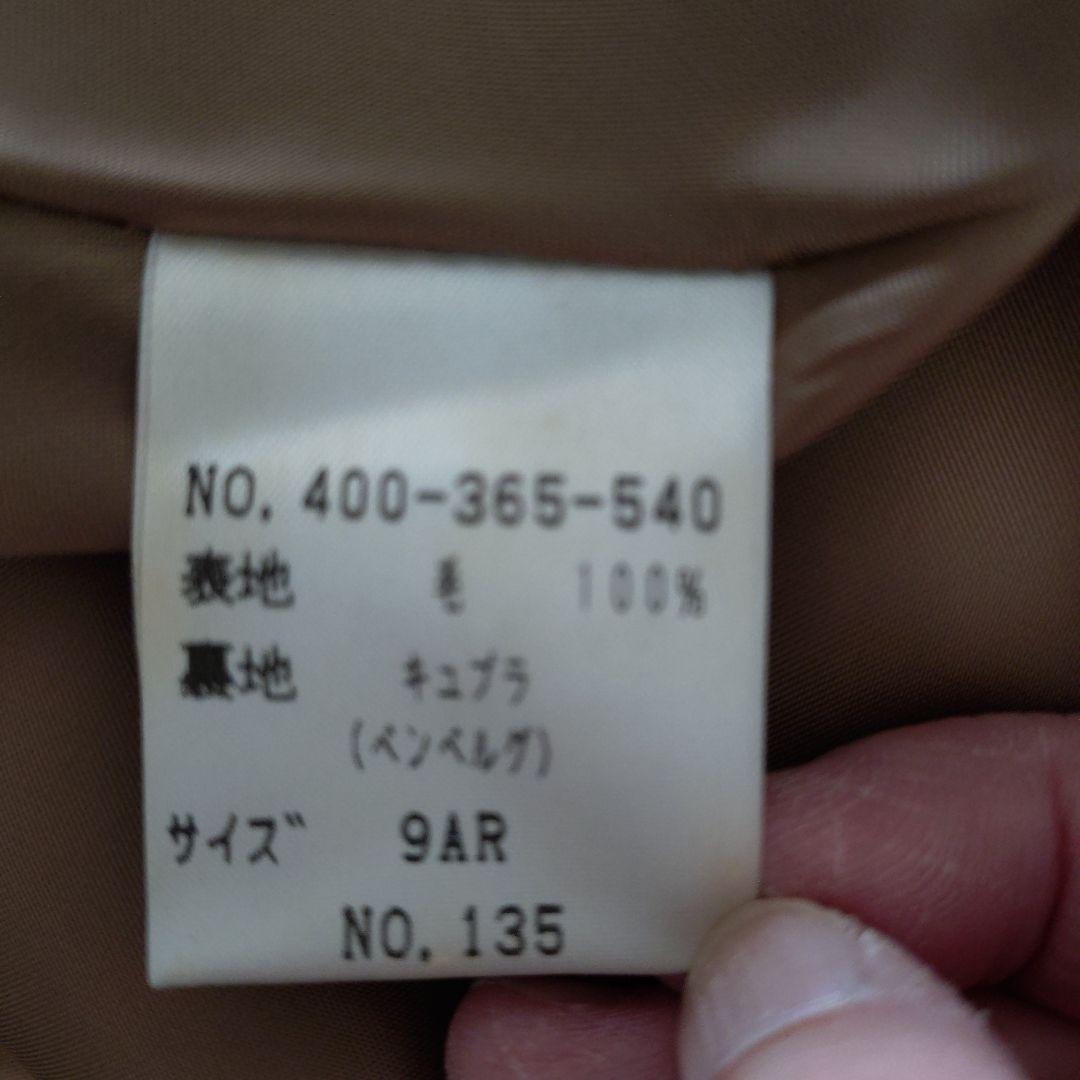 NO. 400-365-540
表地 毛 100%
裏地 キュプラ
(ベンベルグ)
サイズ 9AR
NO. 135